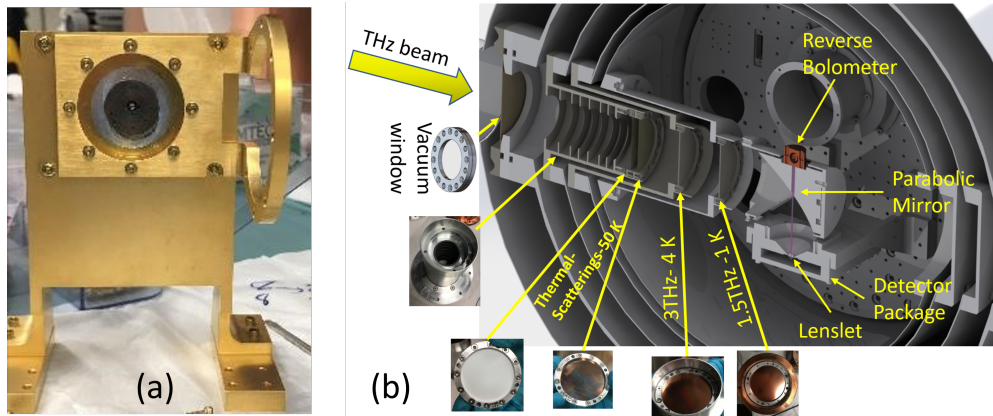 MTEC
(a)
(b)
THz beam
Vacuum
window
Thermal-
Scatterings-50 K
3THz- 4 K
1.5THz -1 K
Reverse
Bolometer
Parabolic
Mirror
Detector
Package
Lenslet